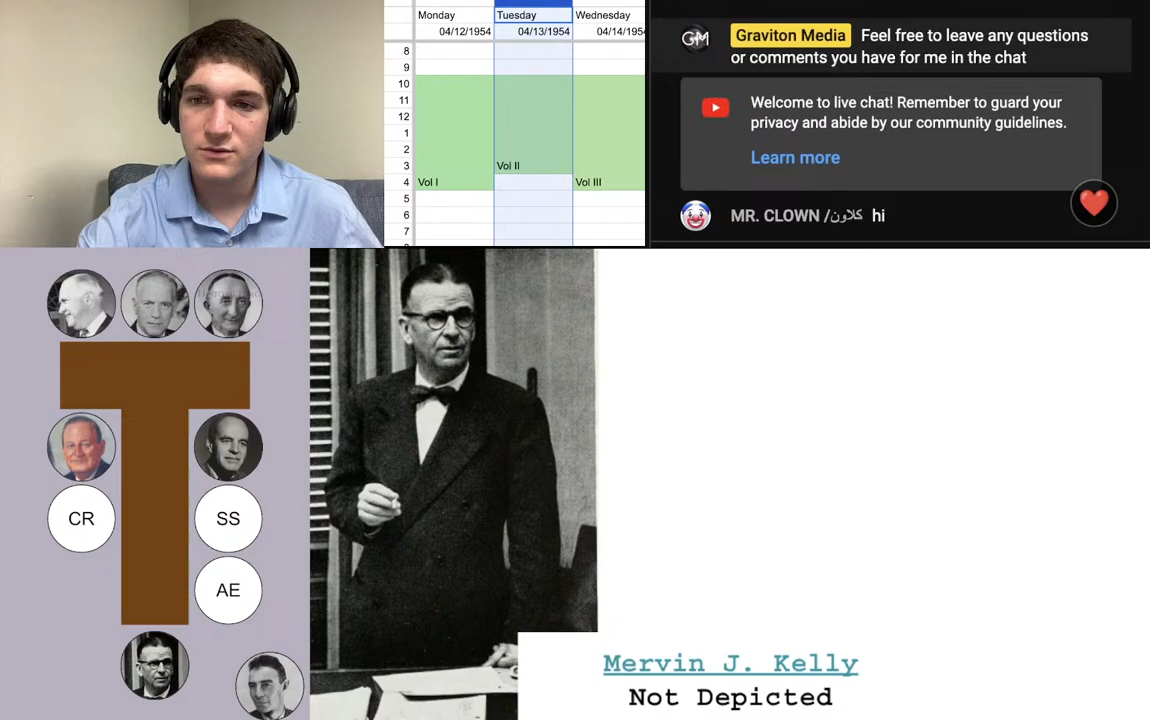 Monday Tuesday Wednesday
04/12/1954 04/13/1954 04/14/195
8
9
10
11
12
1
2
3 Vol II
4 Vol I Vol III
5
6
7
GM Graviton Media Feel free to leave any questions
or comments you have for me in the chat
Welcome to live chat! Remember to guard your
privacy and abide by our community guidelines.
Learn more
MR. CLOWN /كلاون hi
CR SS
AE
Mervin J. Kelly
Not Depicted